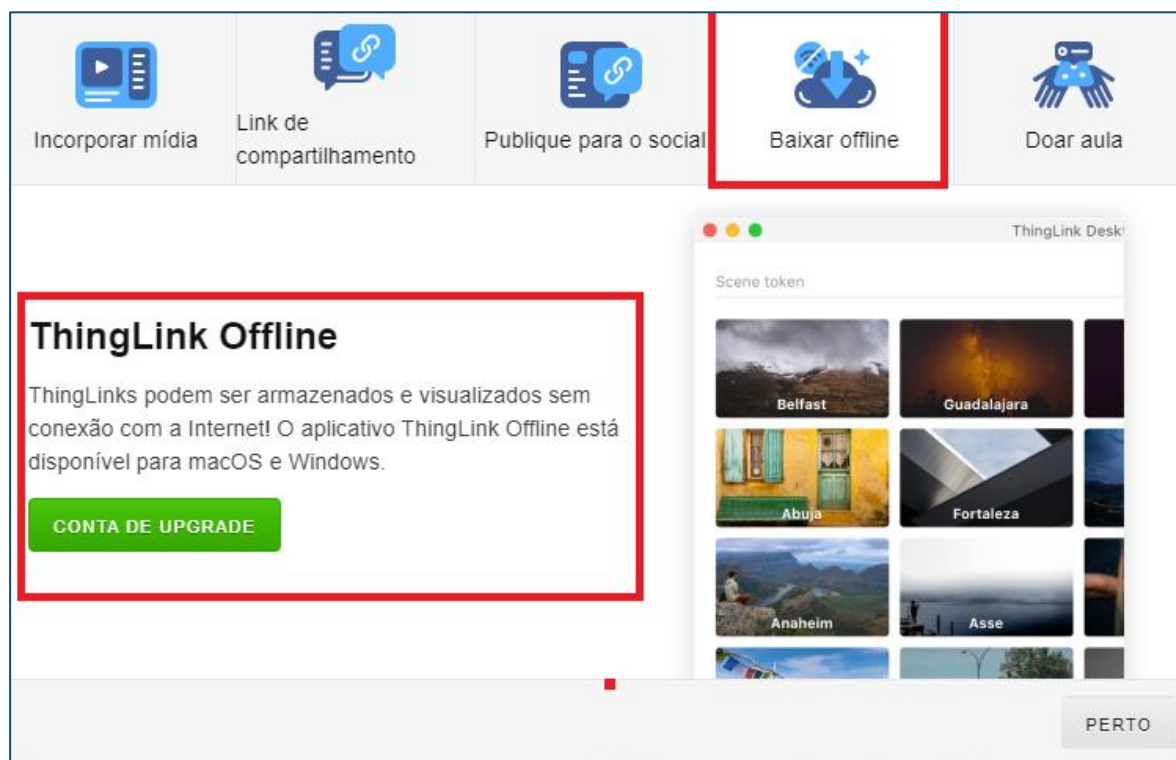 Incorporar mídia
Link de
compartilhamento
Publique para o social
Baixar offline
Doar aula
ThingLink Offline
ThingLinks podem ser armazenados e visualizados sem
conexão com a Internet! O aplicativo ThingLink Offline está
disponível para macOS e Windows.
CONTA DE UPGRADE
ThingLink Deskt
Scene token
Belfast
Guadalajara
Abuja
Fortaleza
Anaheim
Asse
PERTO